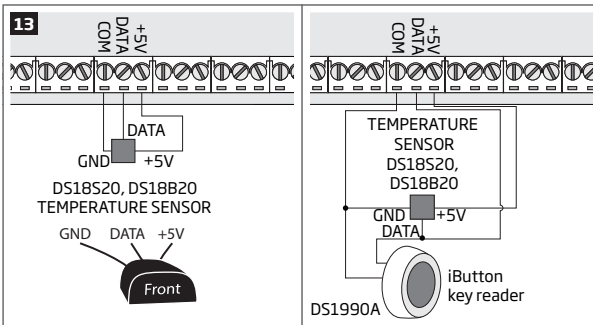 13
COM
DATA
+5V
DATA
GND
+5V
DS18S20, DS18B20
TEMPERATURE SENSOR
GND DATA +5V
Front
COM
DATA
+5V
TEMPERATURE
SENSOR
DS18S20,
DS18B20
GND
+5V
DATA
iButton
key reader
DS1990A